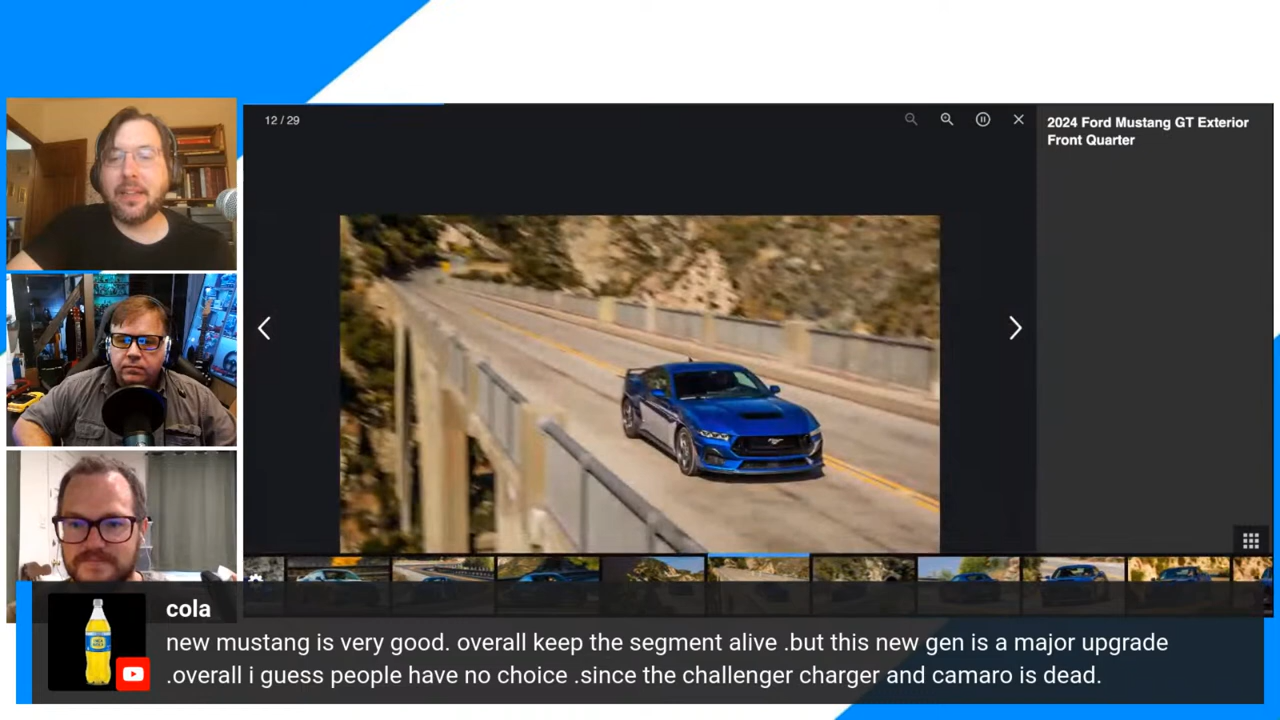 12 / 29
2024 Ford Mustang GT Exterior
Front Quarter
cola
new mustang is very good. overall keep the segment alive .but this new gen is a major upgrade
.overall i guess people have no choice .since the challenger charger and camaro is dead.